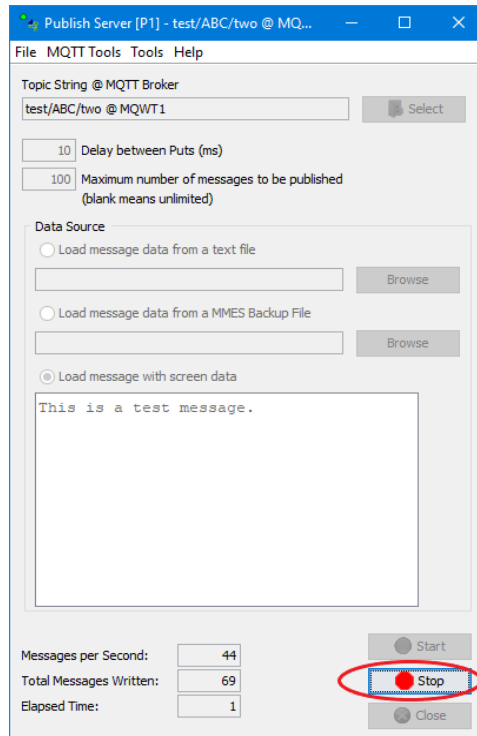 Publish Server [P1] - test/ABC/two @ MQ...
File MQTT Tools Tools Help
Topic String @ MQTT Broker
test/ABC/two @ MQWT1 Select
10 Delay between Puts (ms)
100 Maximum number of messages to be published
(blank means unlimited)
Data Source
Load message data from a text file
Browse
Load message data from a MMES Backup File
Browse
Load message with screen data
This is a test message.
Start
Messages per Second: 44
Total Messages Written: 69 Stop
Elapsed Time: 1
Close